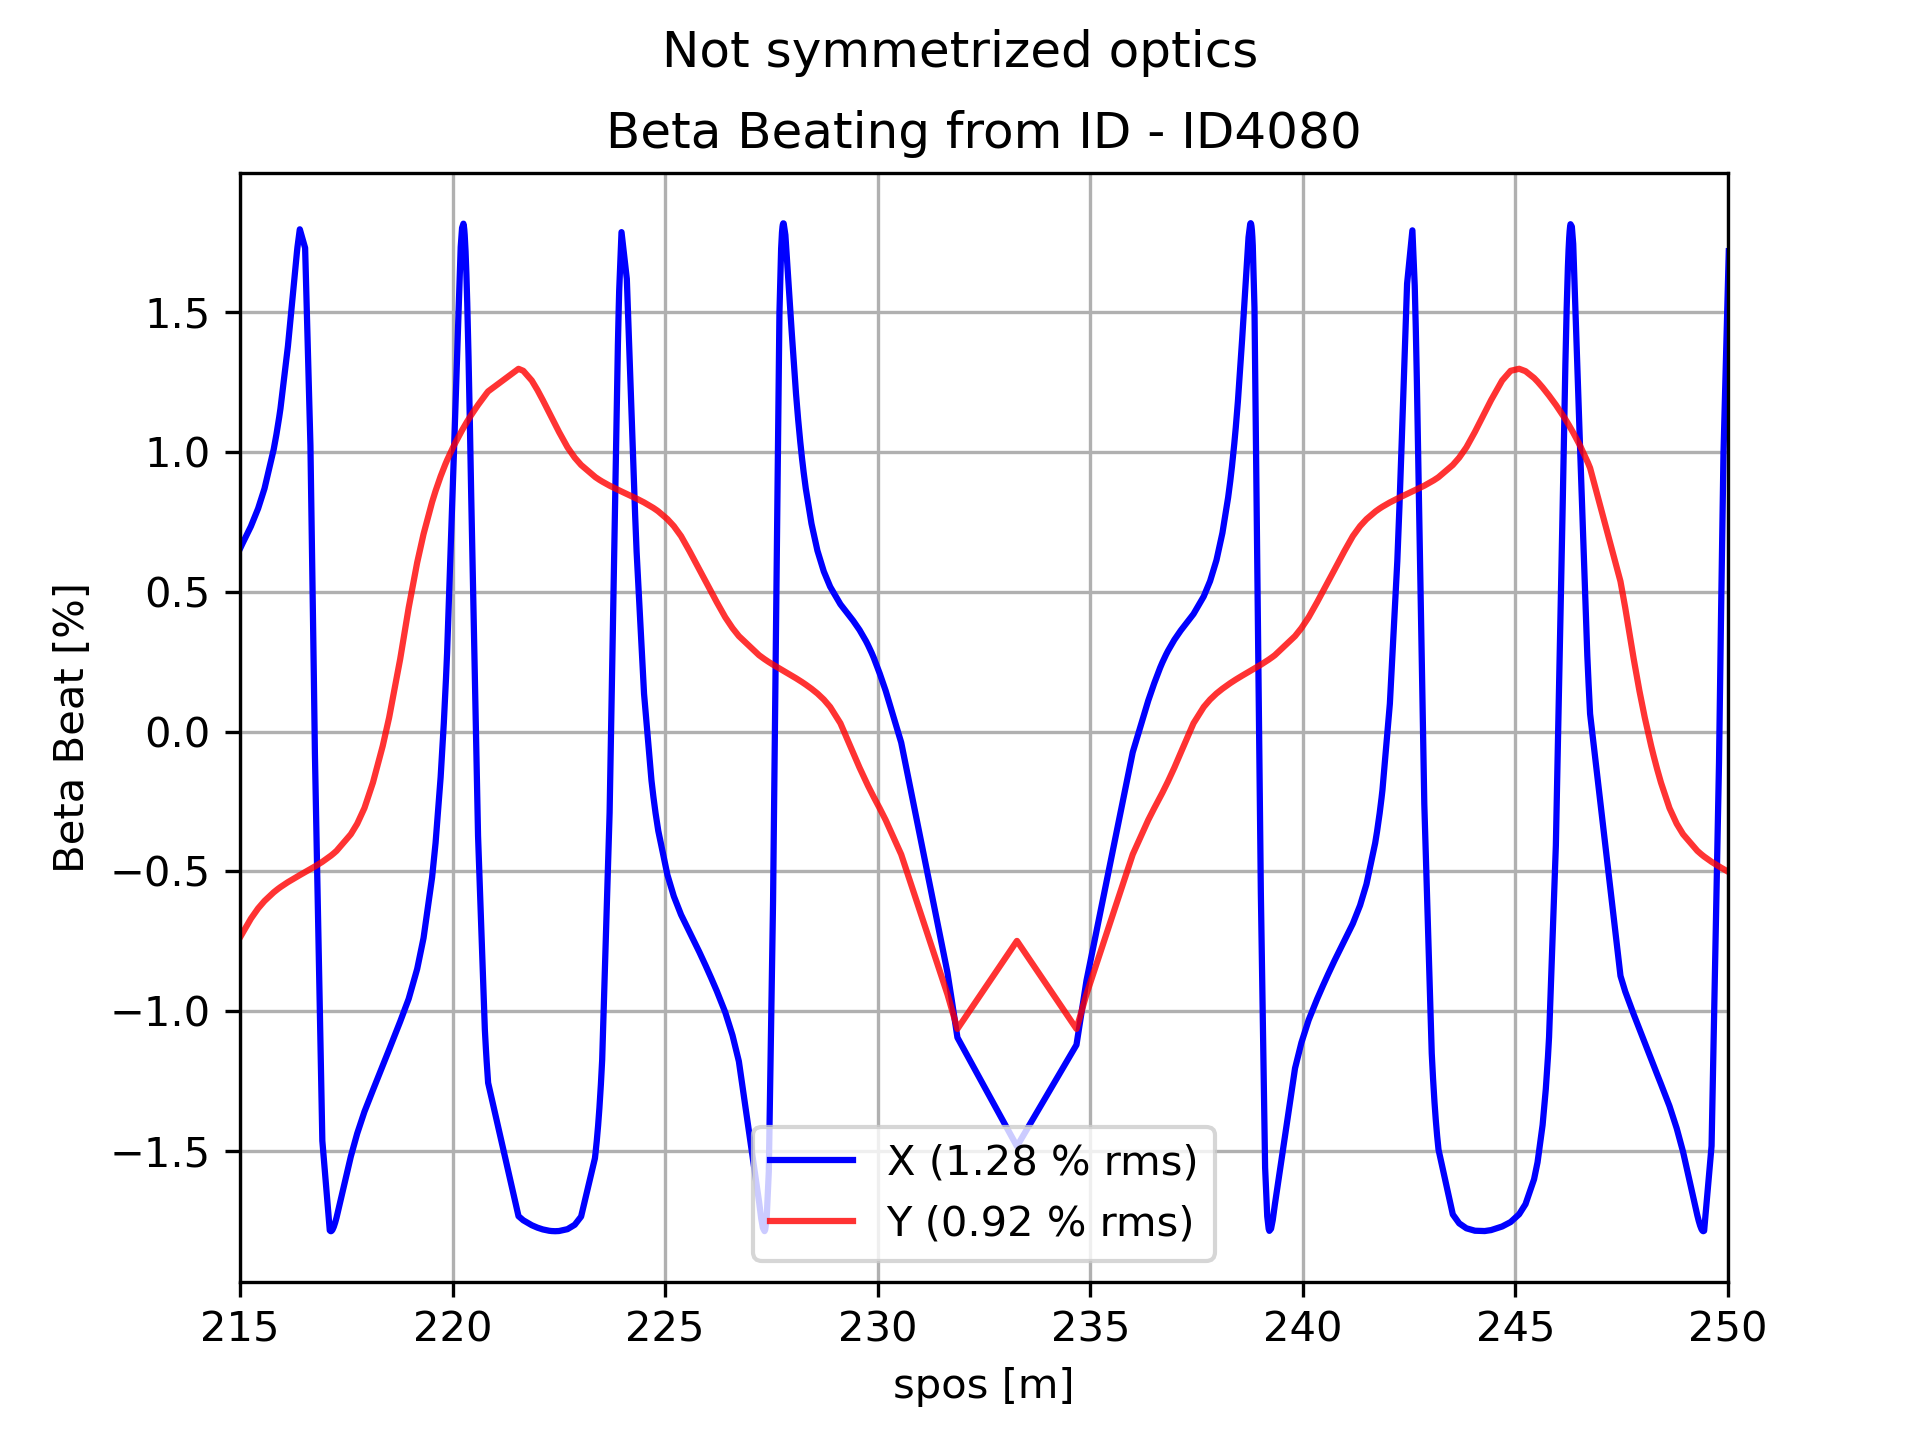 Not symmetrized optics
Beta Beating from ID - ID4080
Beta Beat [%]
1.5
1.0
0.5
0.0
−0.5
−1.0
−1.5
X (1.28 % rms)
Y (0.92 % rms)
215 220 225 230 235 240 245 250
spos [m]